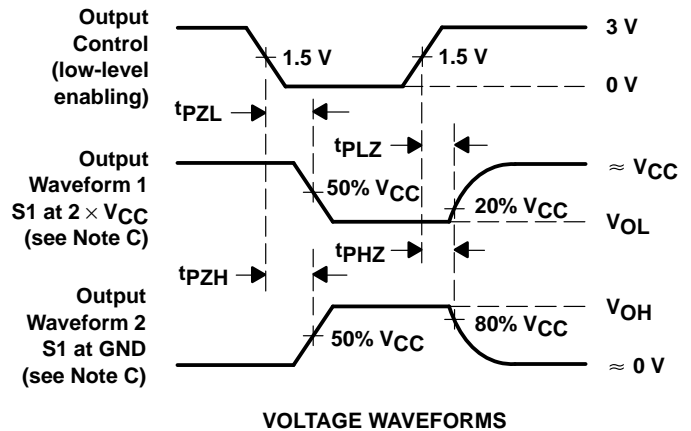 Output
Control
(low-level
enabling)
1.5 V
1.5 V
3 V
0 V
tPZL
tPLZ
Output
Waveform 1
S1 at 2 × VCC
(see Note C)
50% VCC
20% VCC
≈ VCC
VOL
tPZH
tPHZ
Output
Waveform 2
S1 at GND
(see Note C)
50% VCC
80% VCC
VOH
≈ 0 V
VOLTAGE WAVEFORMS